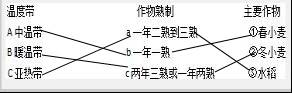 温度带 作物熟制 主要作物
A中温带 a一年二熟到三熟 ①春小麦
B暖温带 b一年一熟 ②冬小麦
C亚热带 c两年三熟或一年两熟 ③水稻